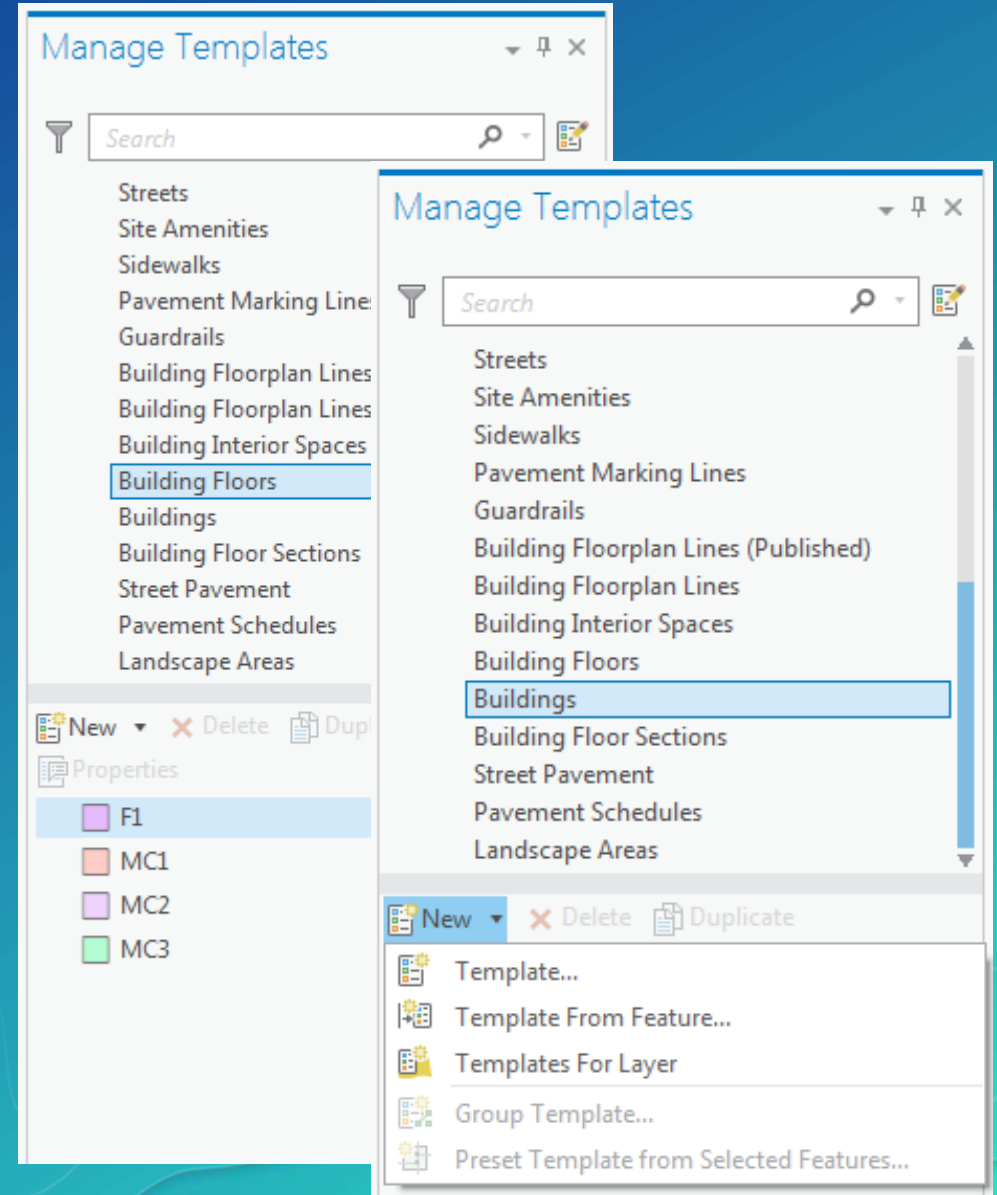 Manage Templates
Search
Streets
Site Amenities
Sidewalks
Pavement Marking Line
Guardrails
Building Floorplan Lines
Building Floorplan Lines
Building Interior Spaces
Building Floors
Buildings
Building Floor Sections
Street Pavement
Pavement Schedules
Landscape Areas
New Delete Dupl
Properties
F1
MC1
MC2
MC3
Manage Templates
Search
Streets
Site Amenities
Sidewalks
Pavement Marking Lines
Guardrails
Building Floorplan Lines (Published)
Building Floorplan Lines
Building Interior Spaces
Building Floors
Buildings
Building Floor Sections
Street Pavement
Pavement Schedules
Landscape Areas
New Delete Duplicate
Template...
Template From Feature...
Templates For Layer
Group Template...
Preset Template from Selected Features...